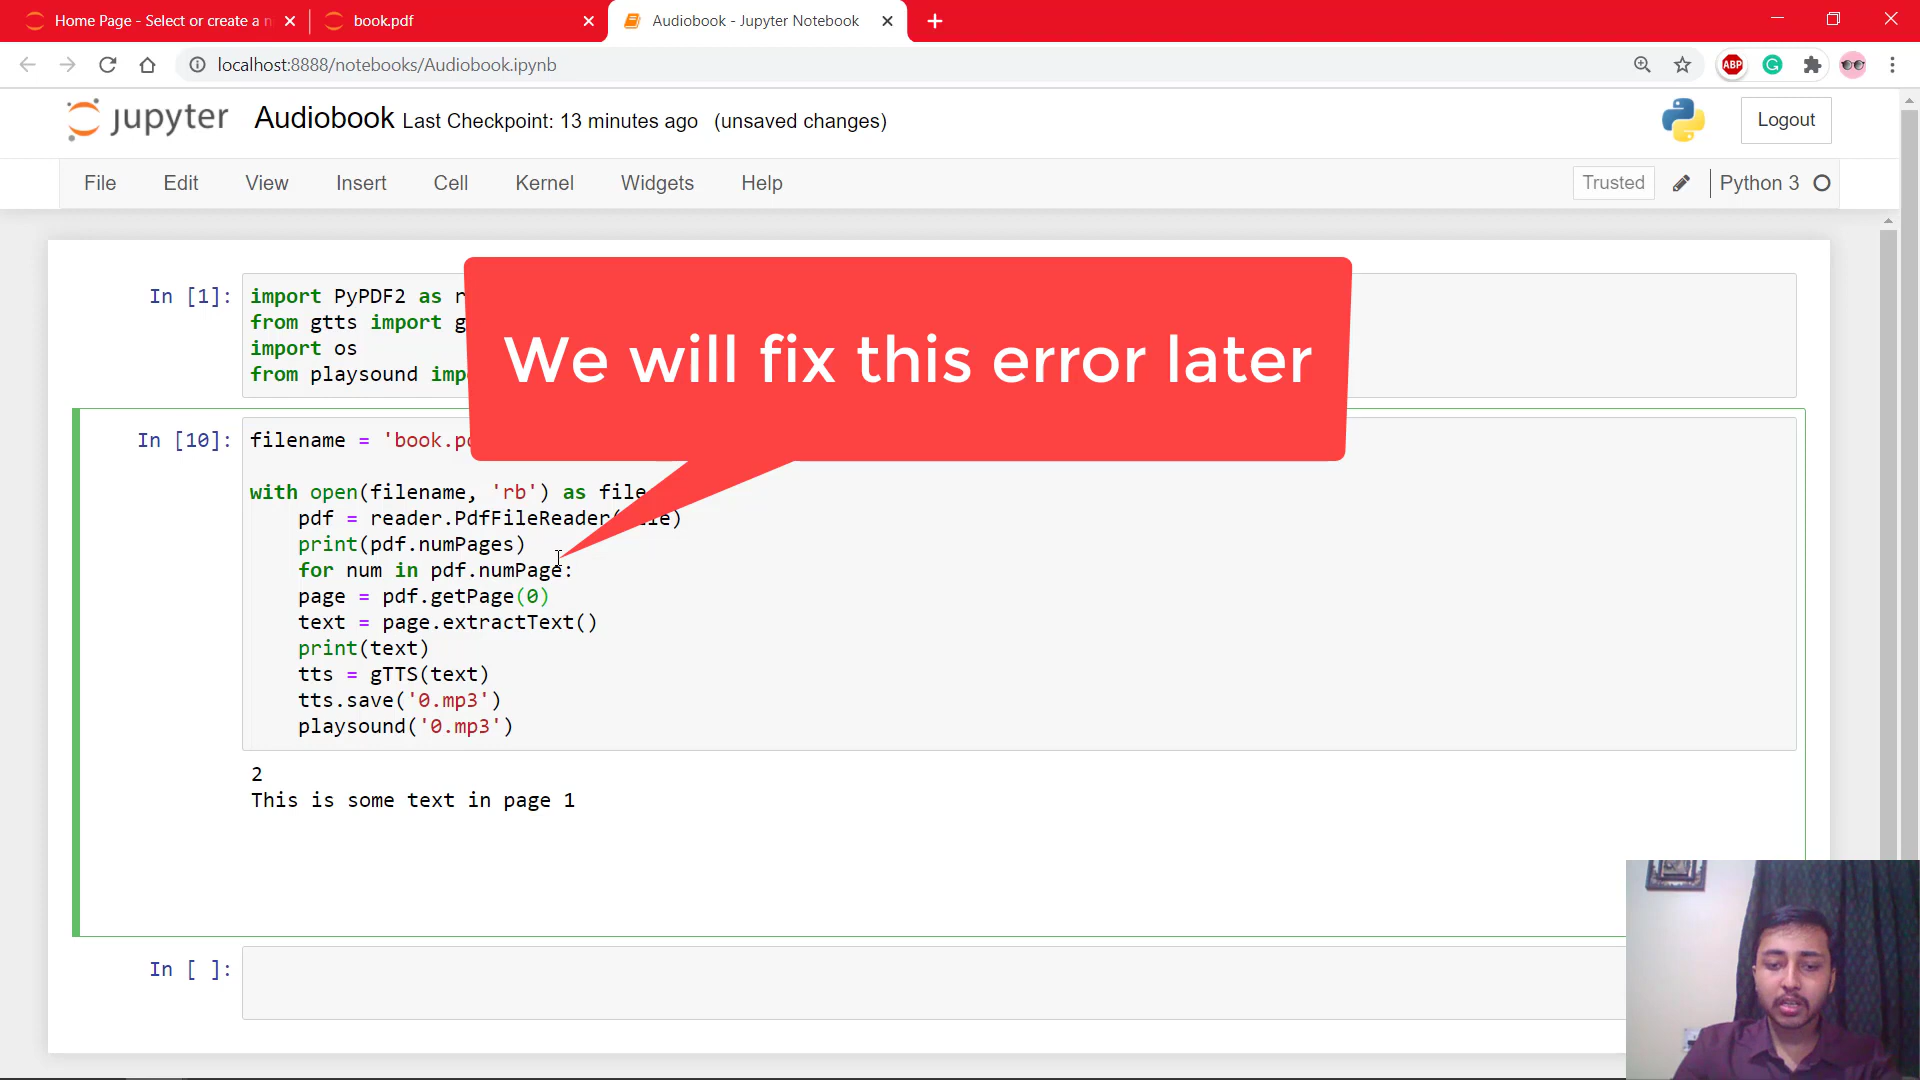 Home Page - Select or create a n
book.pdf
Audiobook - Jupyter Notebook
localhost:8888/notebooks/Audiobook.ipynb
ABP
jupyter Audiobook Last Checkpoint: 13 minutes ago (unsaved changes)
Logout
File Edit View Insert Cell Kernel Widgets Help
Trusted
Python 3
In [1]:
import PyPDF2 as r
from gtts import g
import os
from playsound imp
We will fix this error later
In [10]:
filename = 'book.pd
with open(filename, 'rb') as file
pdf = reader.PdfFileReader(file)
print(pdf.numPages)
for num in pdf.numPage:
page = pdf.getPage(0)
text = page.extractText()
print(text)
tts = gTTS(text)
tts.save('0.mp3')
playsound('0.mp3')
2
This is some text in page 1
In [ ]: